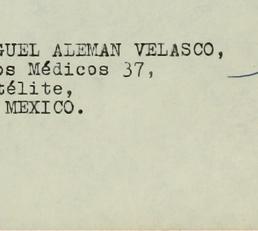 GUEL ALEMAN VELASCO,
os Médicos 37,
télite,
MEXICO.